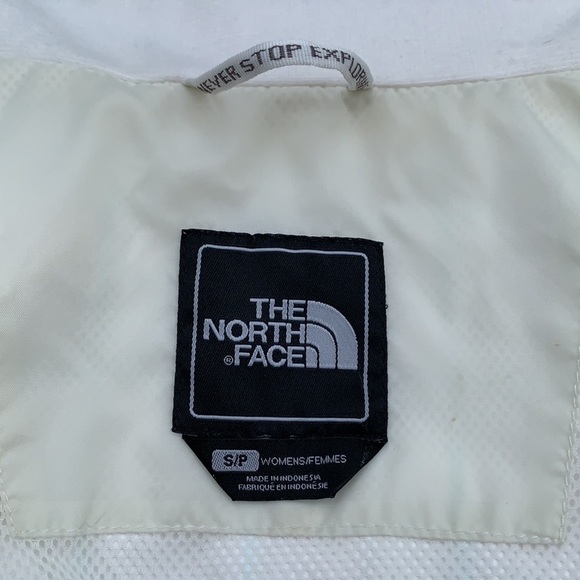 NEVER STOP EXPLORING
THE
NORTH
FACE
S/P WOMENS/FEMMES
MADE IN INDONESIA
FABRIQUÉ EN INDONÉSIE